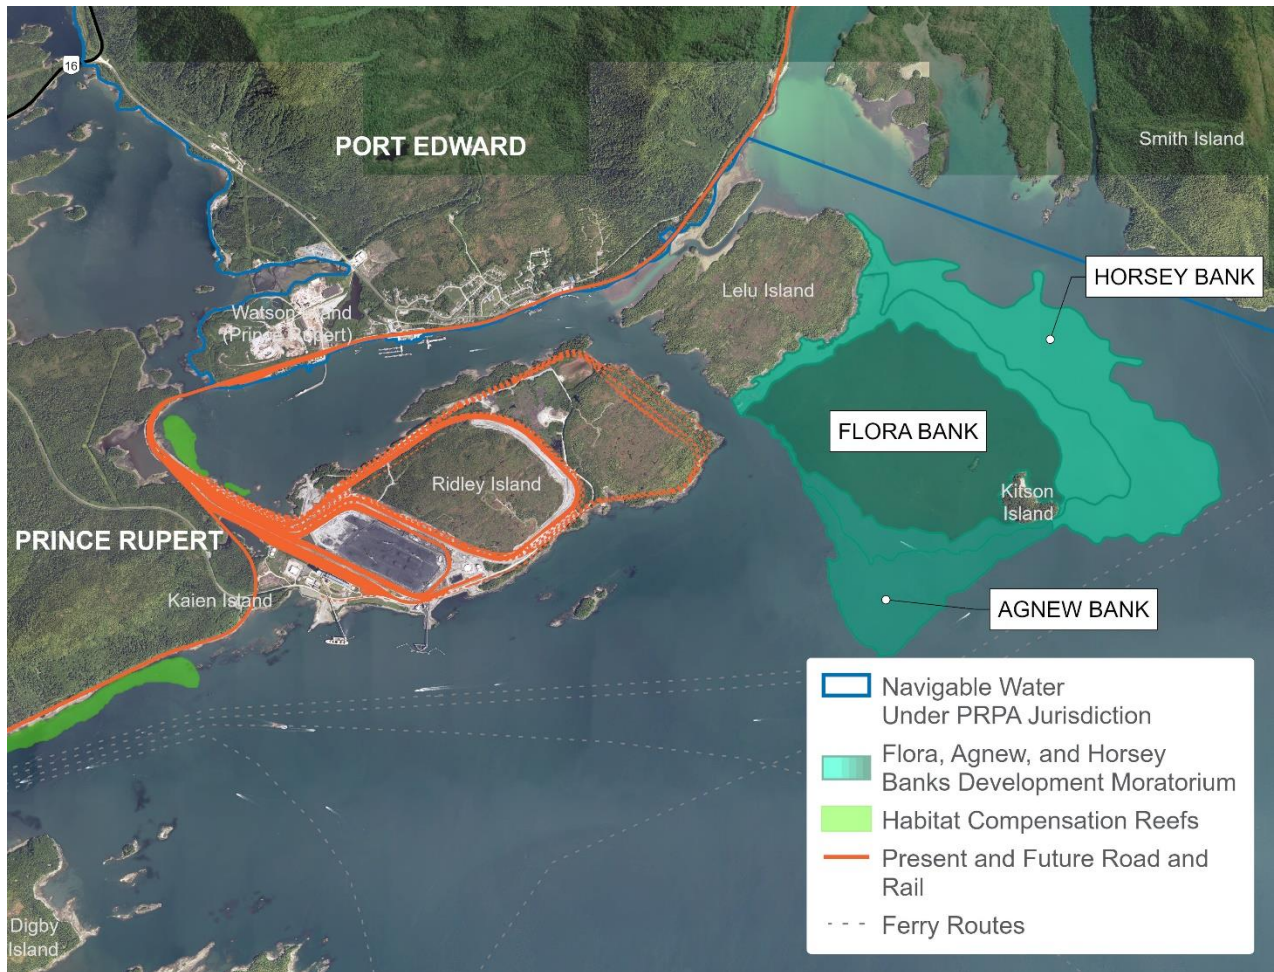 16
PORT EDWARD
Smith Island
HORSEY BANK
Lelu Island
Watson Island
(Prince Rupert)
FLORA BANK
Ridley Island
Kitson
Island
PRINCE RUPERT
Kaien Island
AGNEW BANK
Navigable Water
Under PRPA Jurisdiction
Flora, Agnew, and Horsey
Banks Development Moratorium
Habitat Compensation Reefs
Present and Future Road and
Rail
Ferry Routes
Digby
Island